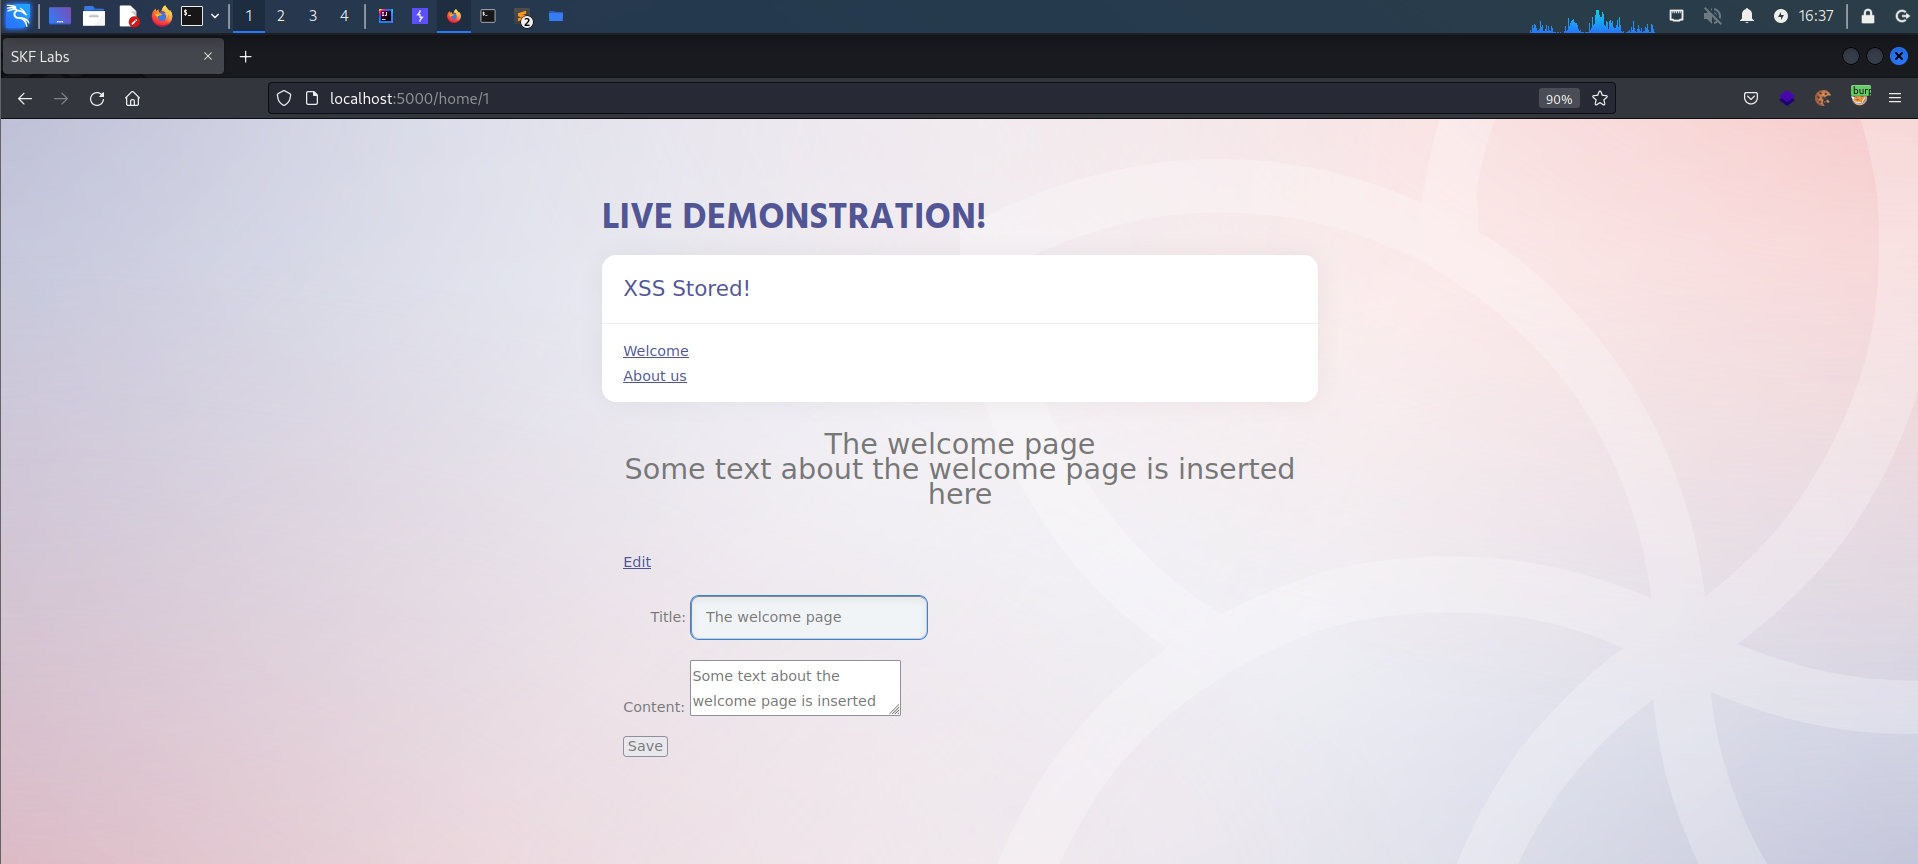 1 2 3 4 2 16:37
SKF Labs
localhost:5000/home/1 90% burp
LIVE DEMONSTRATION!
XSS Stored!
Welcome
About us
The welcome page
Some text about the welcome page is inserted
here
Edit
Title: The welcome page
Some text about the
welcome page is inserted
Content:
Save